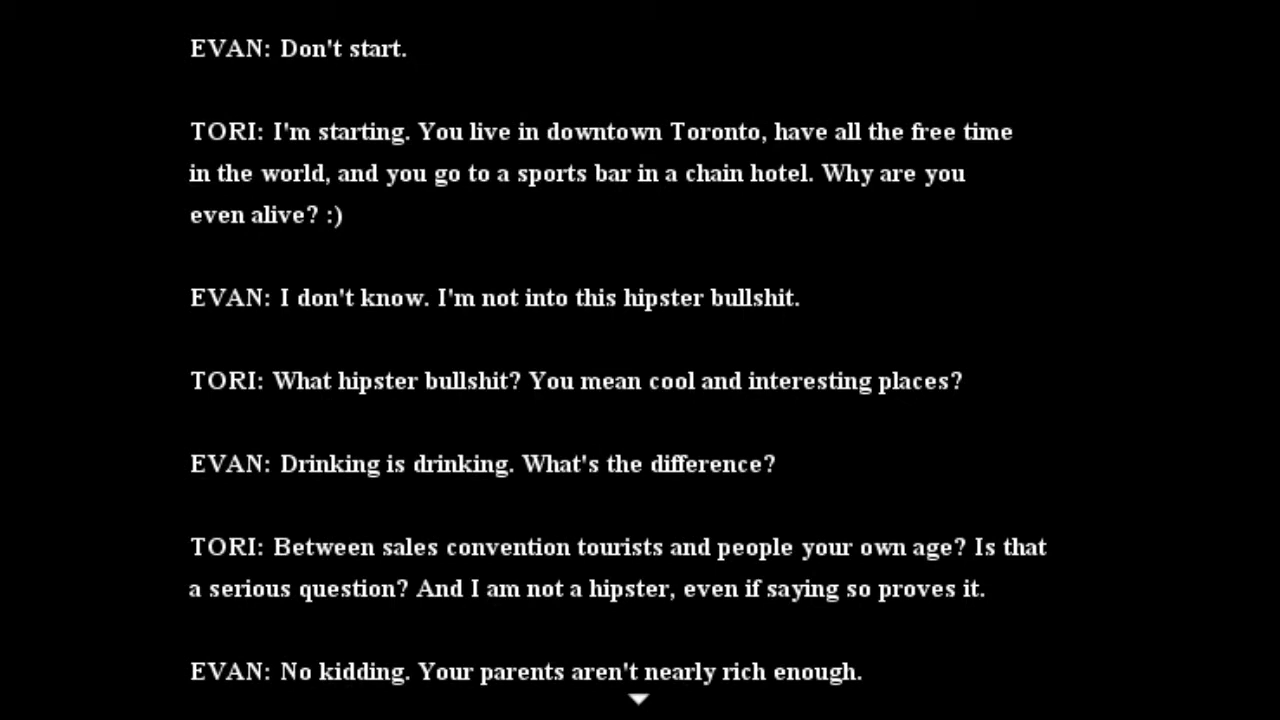 EVAN: Don't start.
TORI: I'm starting. You live in downtown Toronto, have all the free time
in the world, and you go to a sports bar in a chain hotel. Why are you
even alive? :)
EVAN: I don't know. I'm not into this hipster bullshit.
TORI: What hipster bullshit? You mean cool and interesting places?
EVAN: Drinking is drinking. What's the difference?
TORI: Between sales convention tourists and people your own age? Is that
a serious question? And I am not a hipster, even if saying so proves it.
EVAN: No kidding. Your parents aren't nearly rich enough.